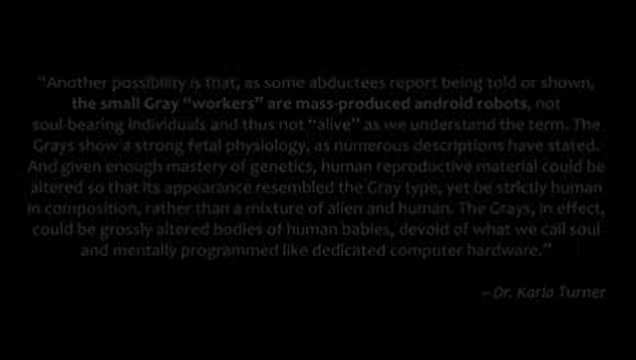 “Another possibility is that, as some abductees report being told or shown,
the small Gray “workers” are mass-produced android robots, not
soul-bearing individuals and thus not “alive” as we understand the term. The
Grays show a strong fetal physiology, as numerous descriptions have stated.
And given enough mastery of genetics, human reproductive material could be
altered so that its appearance resembled the Gray type, yet be strictly human
in composition, rather than a mixture of alien and human. The Grays, in effect,
could be grossly altered bodies of human babies, devoid of what we call soul
and mentally programmed like dedicated computer hardware.”
– Dr. Karla Turner